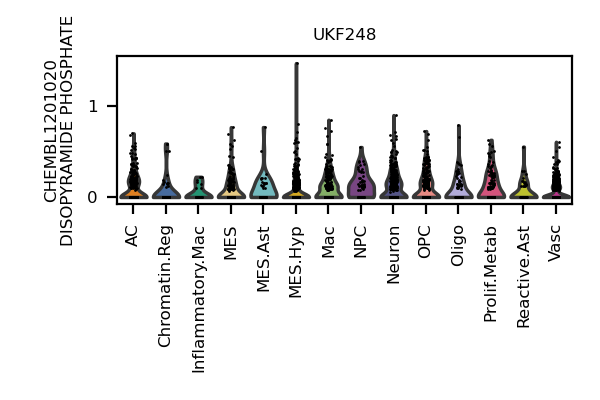 UKF248
CHEMBL1201020
DISOPYRAMIDE PHOSPHATE
1
0
AC
Chromatin.Reg
Inflammatory.Mac
MES
MES.Ast
MES.Hyp
Mac
NPC
Neuron
OPC
Oligo
Prolif.Metab
Reactive.Ast
Vasc